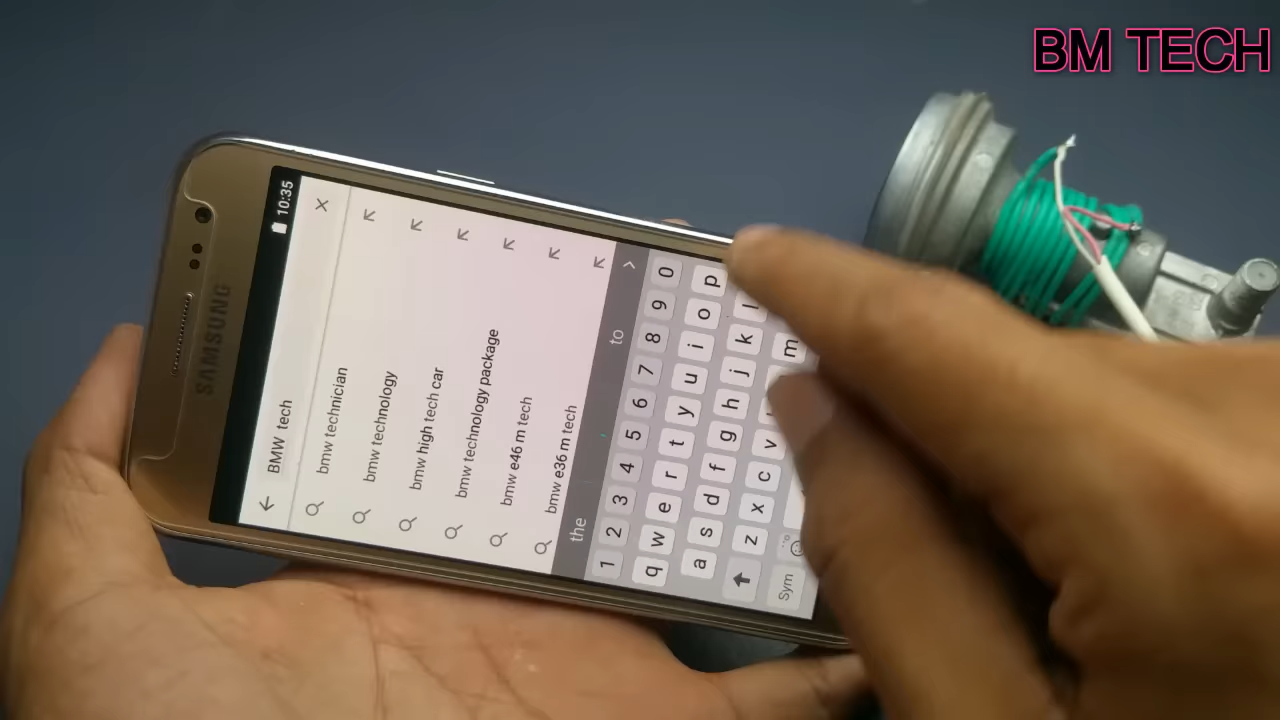 BM TECH
SAMSUNG
10:35
BMW tech
bmw technician
bmw technology
bmw high tech car
bmw technology package
bmw e46 m tech
bmw e36 m tech
the to
1 2 3 4 5 6 7 8 9 0
q w e r t y u i o p
a s d f g h j k l
z x c v m
Sym